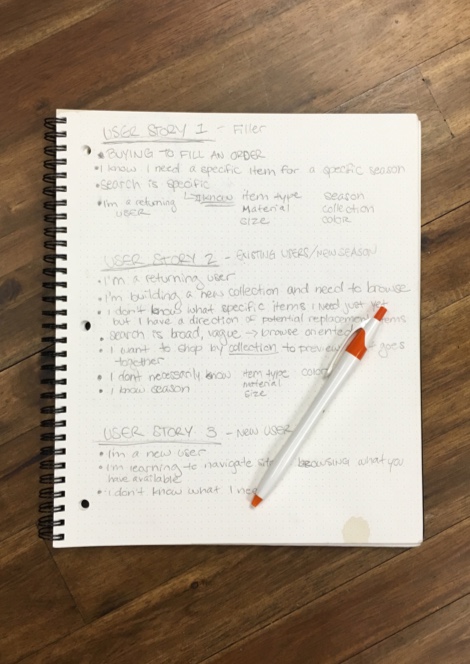 USER STORY 1 - Filler
BUYING TO FILL AN ORDER
I know I need a specific item for a specific season
Search is specific
I'm a returning USER
I know item type Material size
season collection color
USER STORY 2 - EXISTING USERS/NEW SEASON
I'm a returning user
I'm building a new collection and need to browse
I don't know what specific items I need just yet
but I have a direction of potential replacement items
search is broad, vague → browse oriented
I want to shop by collection to preview goes
together
I don't necessarily know item type color
material
size
I know season
USER STORY 3 - NEW USER
I'm a new user
I'm learning to navigate browsing what you
have available
I don't know what I